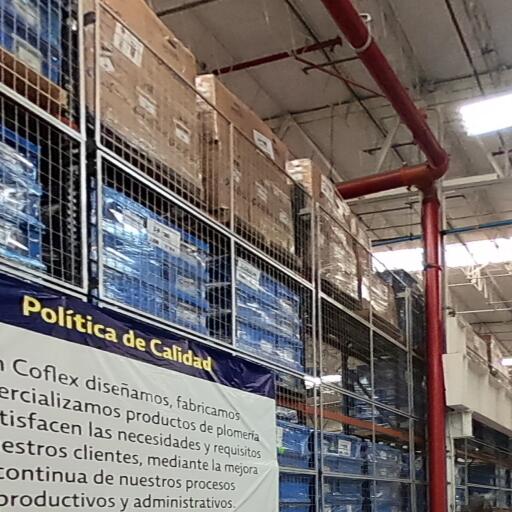 Política de Calidad
n Coflex diseñamos, fabricamos
ercializamos productos de plomería
tisfacen las necesidades y requisitos
estros clientes, mediante la mejora
continua de nuestros procesos
productivos y administrativos.